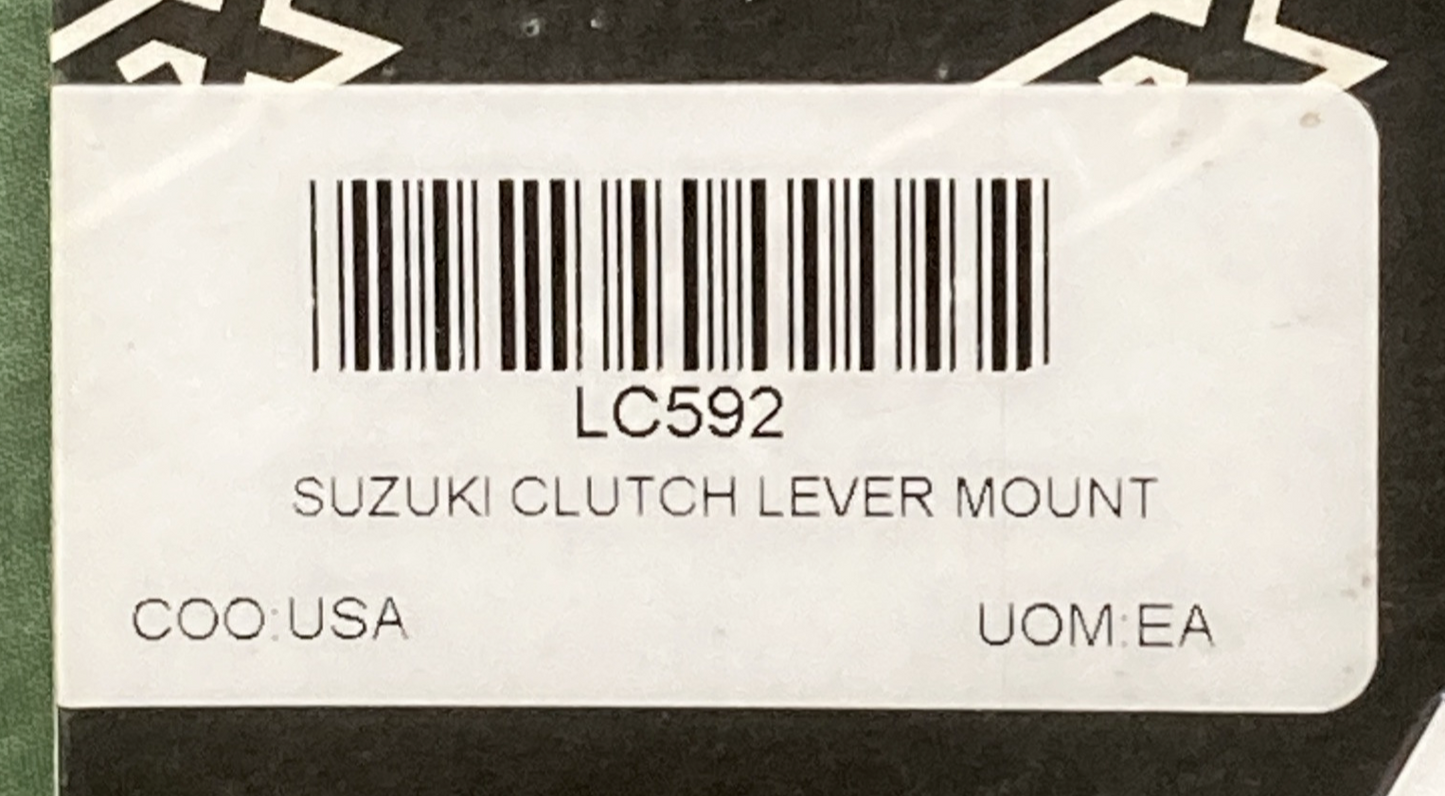 LC592
SUZUKI CLUTCH LEVER MOUNT
COO:USA
UOM:EA